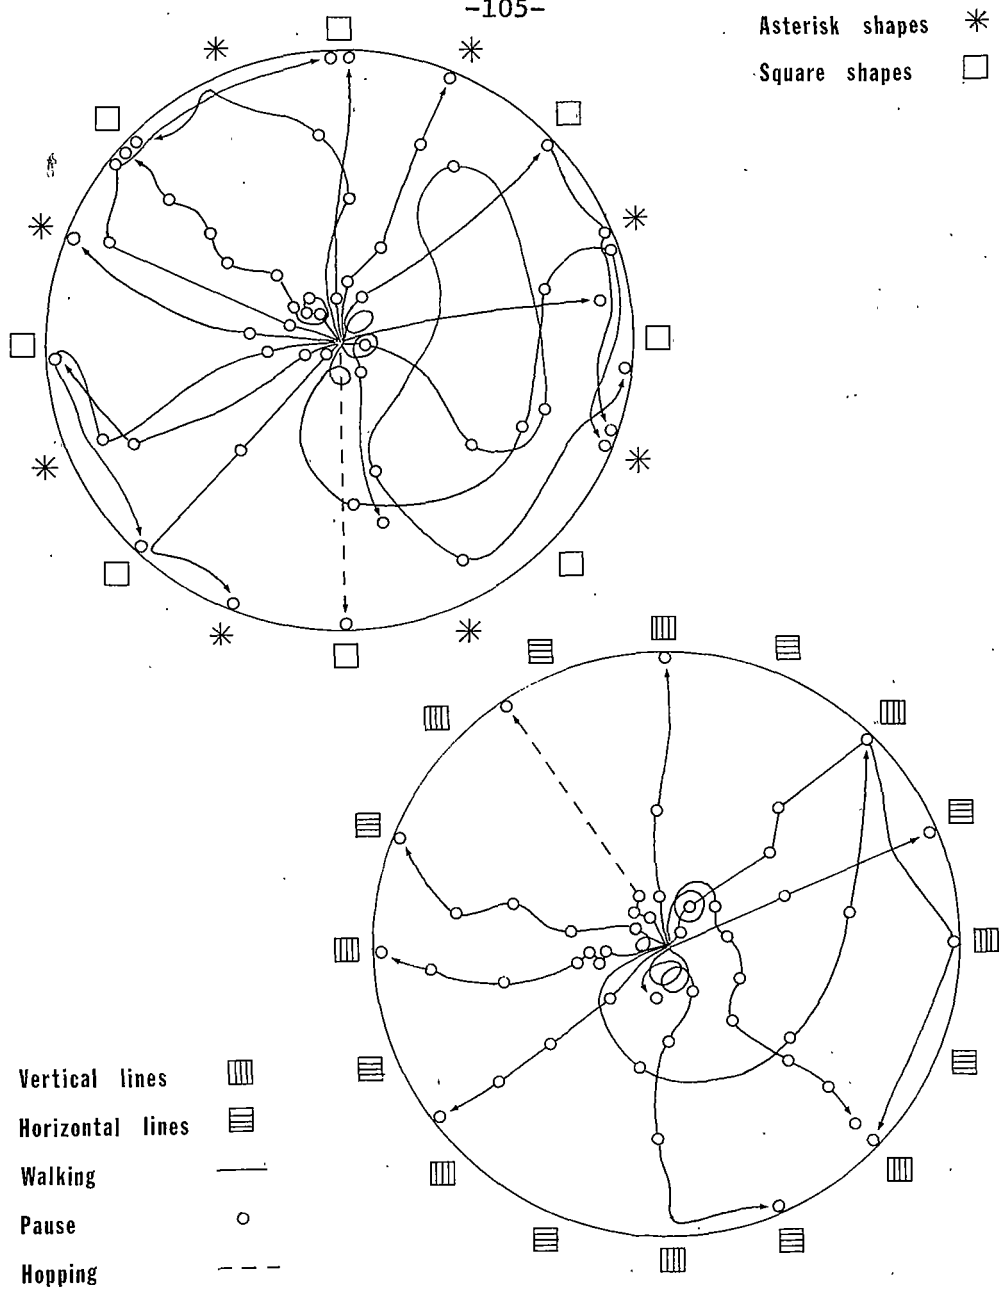 -105-
Asterisk shapes
Square shapes
Vertical lines
Horizontal lines
Walking
Pause
Hopping